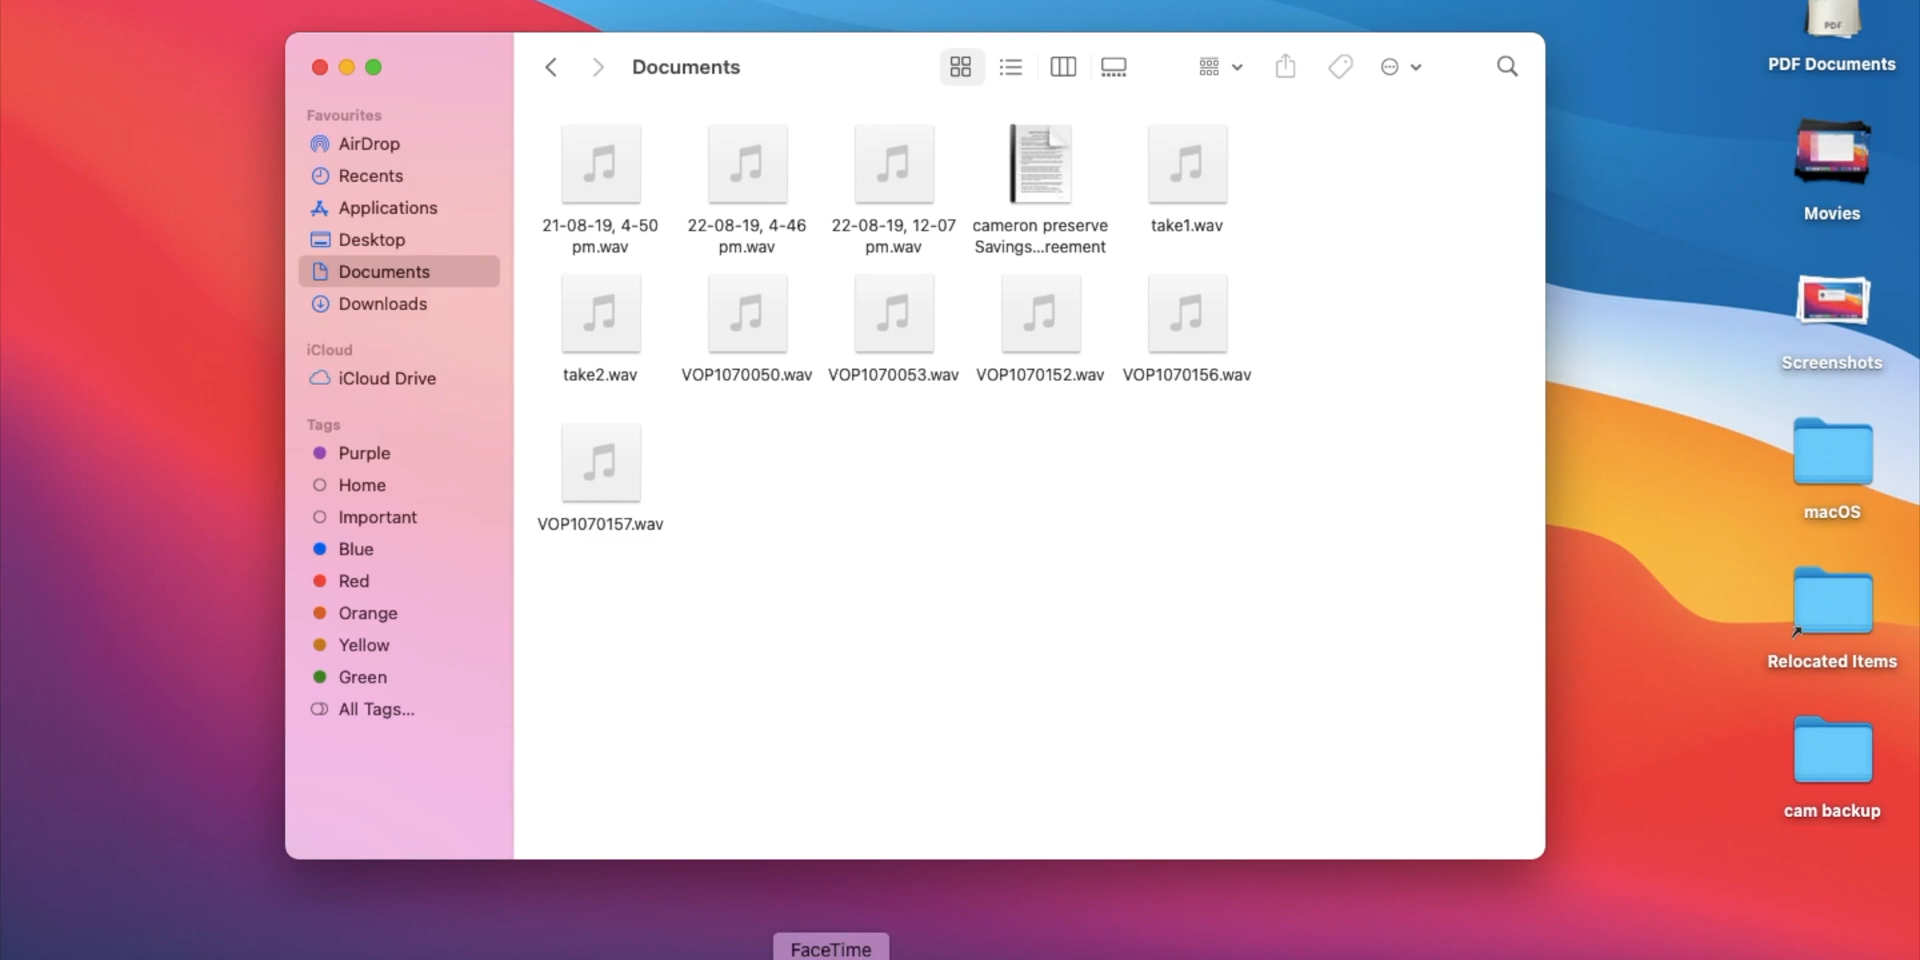 Documents
Favourites
AirDrop
Recents
Applications
Desktop
Documents
Downloads
iCloud
iCloud Drive
Tags
Purple
Home
Important
Blue
Red
Orange
Yellow
Green
All Tags...
21-08-19, 4-50
pm.wav
22-08-19, 4-46
pm.wav
22-08-19, 12-07
pm.wav
cameron preserve
Savings...reement
take1.wav
take2.wav
VOP1070050.wav
VOP1070053.wav
VOP1070152.wav
VOP1070156.wav
VOP1070157.wav
PDF
PDF Documents
Movies
Screenshots
macOS
Relocated Items
cam backup
FaceTime